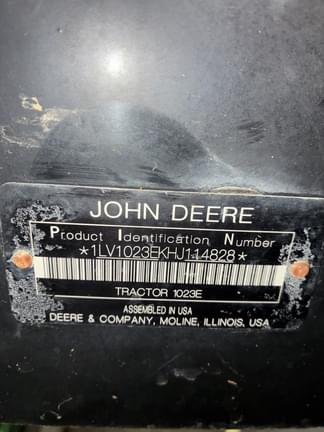 JOHN DEERE
Product Identification Number
*1LV1023EKHJ114828*
TRACTOR 1023E
ASSEMBLED IN USA
DEERE & COMPANY, MOLINE, ILLINOIS, USA